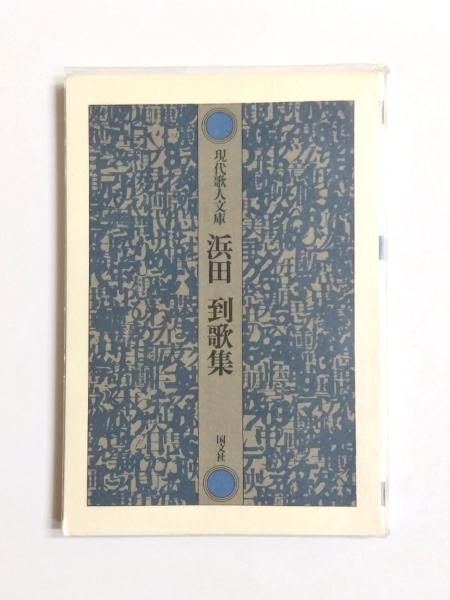 現代歌人文庫
浜田 到歌集
国文社